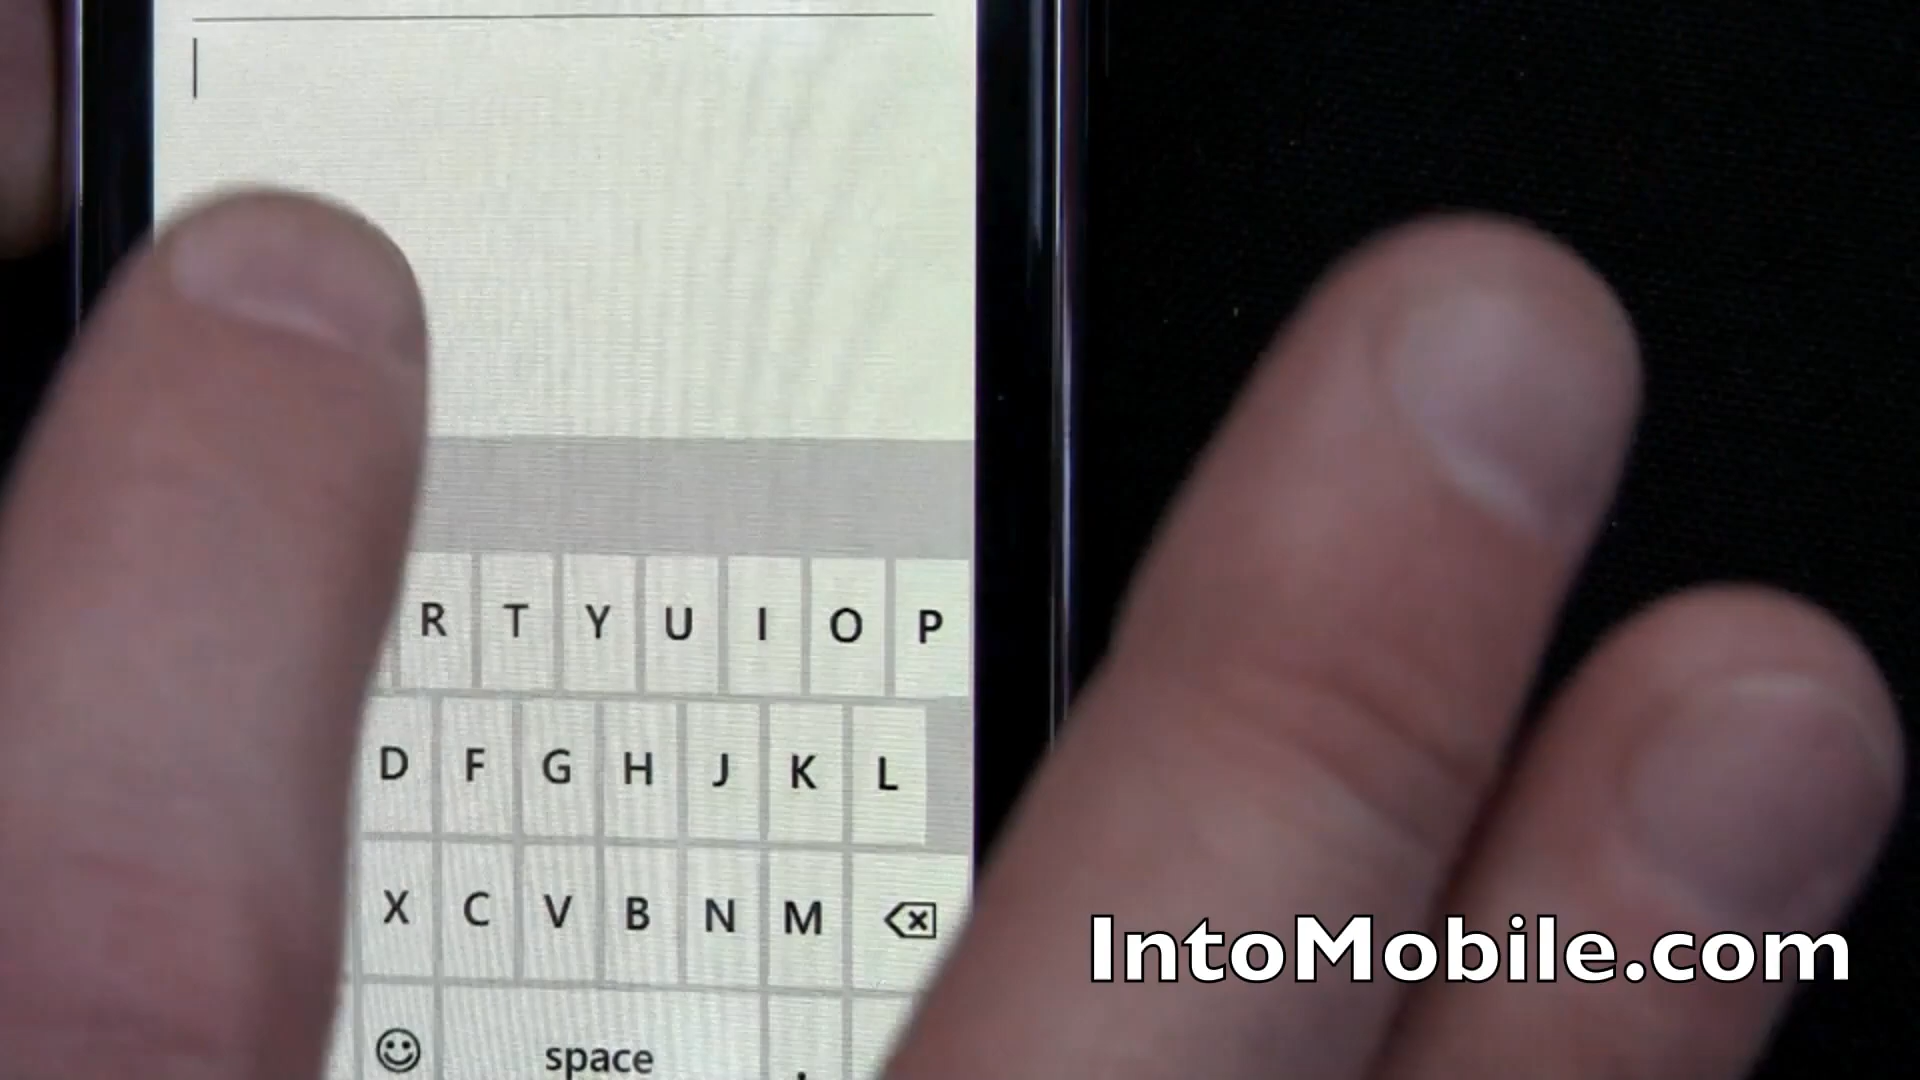 R T Y U I O P
D F G H J K L
X C V B N M
space .
IntoMobile.com